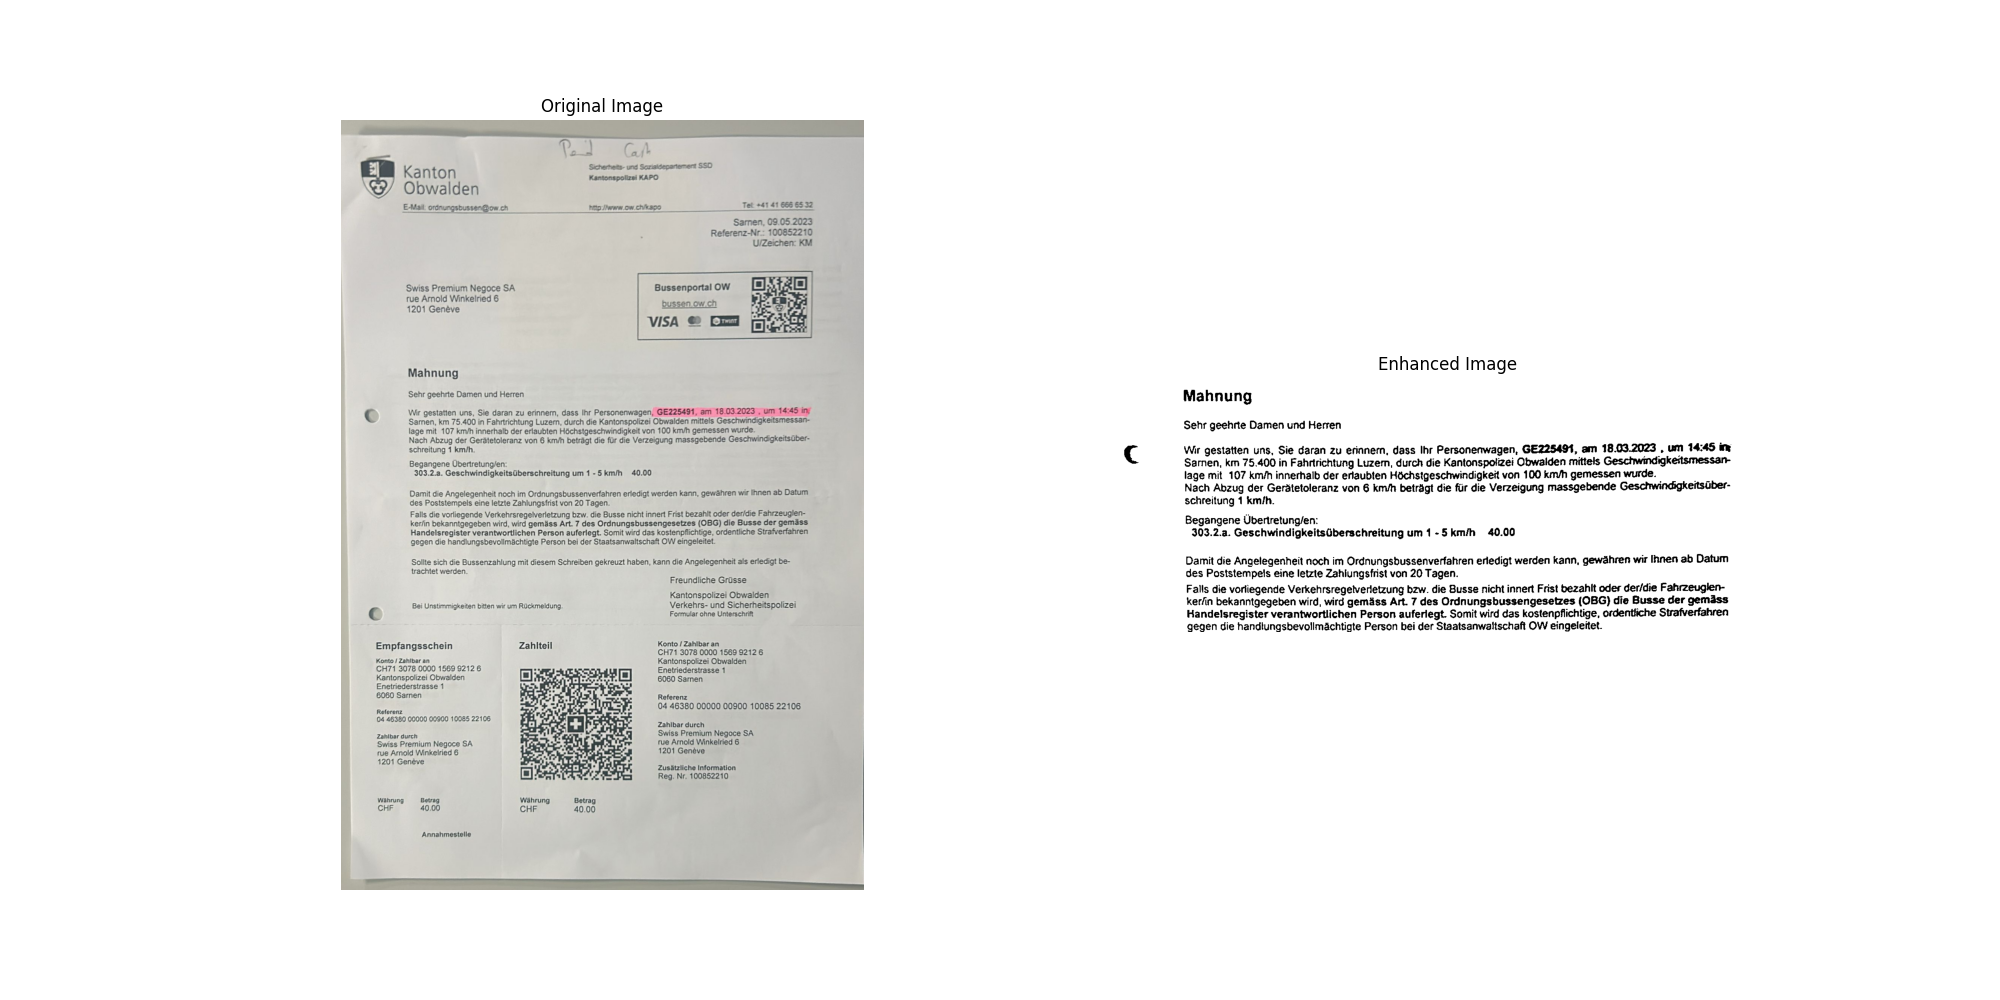 Original Image
Paid Cash
Kanton
Obwalden
Sicherheits- und Sozialdepartement SSD
Kantonspolizei KAPO
E-Mail: ordnungsbussen@ow.ch http://www.ow.ch/kapo Tel: +41 41 666 65 32
Sarnen, 09.05.2023
Referenz-Nr.: 100852210
U/Zeichen: KM
Swiss Premium Negoce SA
rue Arnold Winkelried 6
1201 Genève
Bussenportal OW
bussen.ow.ch
VISA TWINT
Mahnung
Sehr geehrte Damen und Herren
Wir gestatten uns, Sie daran zu erinnern, dass Ihr Personenwagen, GE225491, am 18.03.2023 , um 14:45 in
Sarnen, km 75.400 in Fahrtrichtung Luzern, durch die Kantonspolizei Obwalden mittels Geschwindigkeitsmessan-
lage mit 107 km/h innerhalb der erlaubten Höchstgeschwindigkeit von 100 km/h gemessen wurde.
Nach Abzug der Gerätetoleranz von 6 km/h beträgt die für die Verzeigung massgebende Geschwindigkeitsüber-
schreitung 1 km/h.
Begangene Übertretung/en:
303.2.a. Geschwindigkeitsüberschreitung um 1 - 5 km/h 40.00
Damit die Angelegenheit noch im Ordnungsbussenverfahren erledigt werden kann, gewähren wir Ihnen ab Datum
des Poststempels eine letzte Zahlungsfrist von 20 Tagen.
Falls die vorliegende Verkehrsregelverletzung bzw. die Busse nicht innert Frist bezahlt oder der/die Fahrzeuglen-
ker/in bekanntgegeben wird, wird gemäss Art. 7 des Ordnungsbussengesetzes (OBG) die Busse der gemäss
Handelsregister verantwortlichen Person auferlegt. Somit wird das kostenpflichtige, ordentliche Strafverfahren
gegen die handlungsbevollmächtigte Person bei der Staatsanwaltschaft OW eingeleitet.
Sollte sich die Bussenzahlung mit diesem Schreiben gekreuzt haben, kann die Angelegenheit als erledigt be-
trachtet werden.
Freundliche Grüsse
Kantonspolizei Obwalden
Verkehrs- und Sicherheitspolizei
Formular ohne Unterschrift
Bei Unstimmigkeiten bitten wir um Rückmeldung.
Empfangsschein
Konto / Zahlbar an
CH71 3078 0000 1569 9212 6
Kantonspolizei Obwalden
Enetriederstrasse 1
6060 Sarnen
Referenz
04 46380 00000 00900 10085 22106
Zahlbar durch
Swiss Premium Negoce SA
rue Arnold Winkelried 6
1201 Genève
Währung Betrag
CHF 40.00
Annahmestelle
Zahlteil
Währung Betrag
CHF 40.00
Konto / Zahlbar an
CH71 3078 0000 1569 9212 6
Kantonspolizei Obwalden
Enetriederstrasse 1
6060 Sarnen
Referenz
04 46380 00000 00900 10085 22106
Zahlbar durch
Swiss Premium Negoce SA
rue Arnold Winkelried 6
1201 Genève
Zusätzliche Information
Reg. Nr. 100852210
Enhanced Image
Mahnung
Sehr geehrte Damen und Herren
Wir gestatten uns, Sie daran zu erinnern, dass Ihr Personenwagen, GE225491, am 18.03.2023 , um 14:45 in
Sarnen, km 75.400 in Fahrtrichtung Luzern, durch die Kantonspolizei Obwalden mittels Geschwindigkeitsmessan-
lage mit 107 km/h innerhalb der erlaubten Höchstgeschwindigkeit von 100 km/h gemessen wurde.
Nach Abzug der Gerätetoleranz von 6 km/h beträgt die für die Verzeigung massgebende Geschwindigkeitsüber-
schreitung 1 km/h.
Begangene Übertretung/en:
303.2.a. Geschwindigkeitsüberschreitung um 1 - 5 km/h 40.00
Damit die Angelegenheit noch im Ordnungsbussenverfahren erledigt werden kann, gewähren wir Ihnen ab Datum
des Poststempels eine letzte Zahlungsfrist von 20 Tagen.
Falls die vorliegende Verkehrsregelverletzung bzw. die Busse nicht innert Frist bezahlt oder der/die Fahrzeuglen-
ker/in bekanntgegeben wird, wird gemäss Art. 7 des Ordnungsbussengesetzes (OBG) die Busse der gemäss
Handelsregister verantwortlichen Person auferlegt. Somit wird das kostenpflichtige, ordentliche Strafverfahren
gegen die handlungsbevollmächtigte Person bei der Staatsanwaltschaft OW eingeleitet.